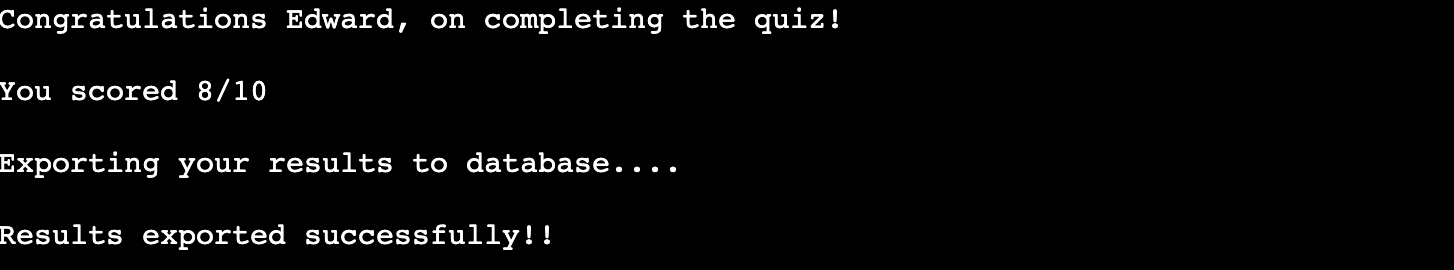 Congratulations Edward, on completing the quiz!
You scored 8/10
Exporting your results to database....
Results exported successfully!!